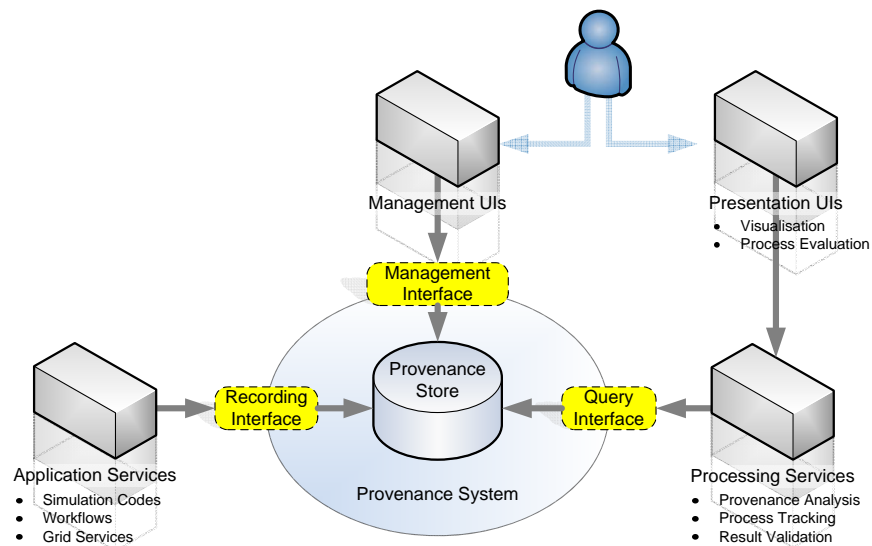 Management UIs
Presentation UIs
• Visualisation
• Process Evaluation
Management
Interface
Provenance
Store
Recording
Interface
Query
Interface
Provenance System
Application Services
• Simulation Codes
• Workflows
• Grid Services
Processing Services
• Provenance Analysis
• Process Tracking
• Result Validation